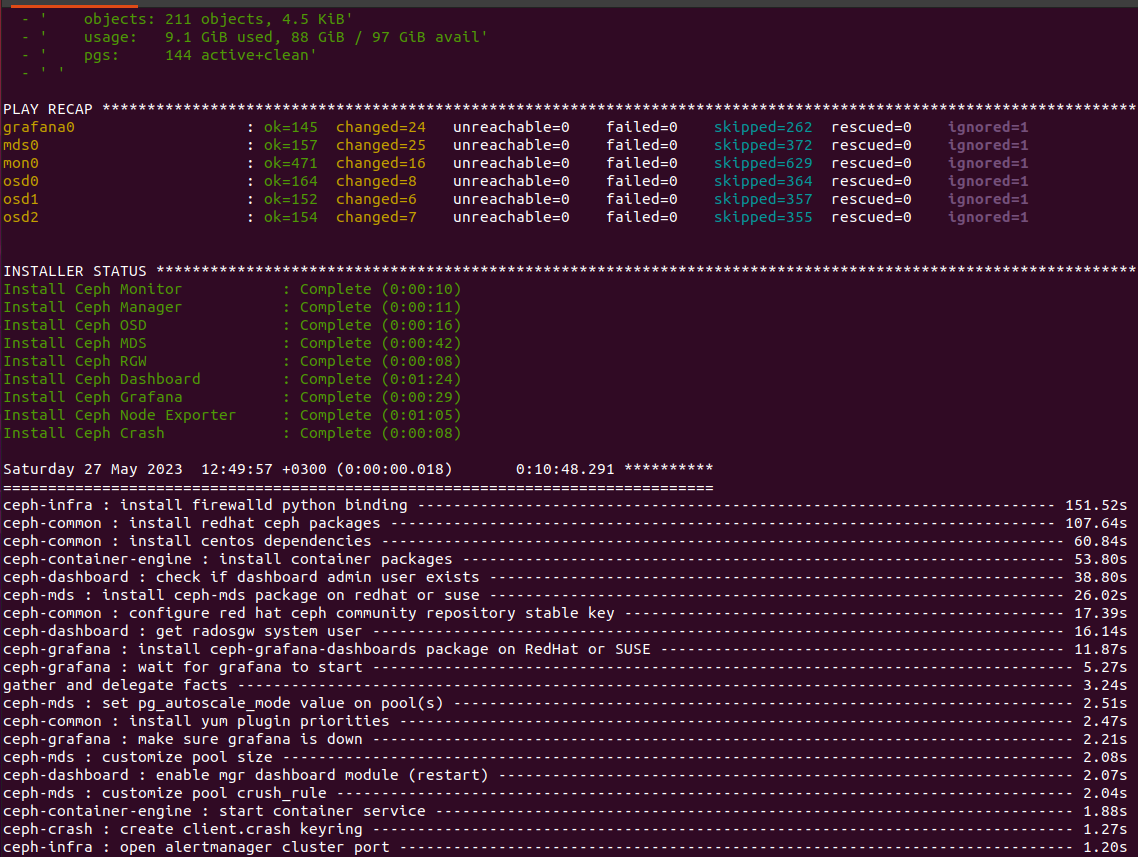 - '    objects: 211 objects, 4.5 KiB'
- '    usage:   9.1 GiB used, 88 GiB / 97 GiB avail'
- '    pgs:     144 active+clean'
- ' '
PLAY RECAP *******************************************************************************************************************
grafana0                   : ok=145  changed=24   unreachable=0    failed=0    skipped=262  rescued=0    ignored=1
mds0                       : ok=157  changed=25   unreachable=0    failed=0    skipped=372  rescued=0    ignored=1
mon0                       : ok=471  changed=16   unreachable=0    failed=0    skipped=629  rescued=0    ignored=1
osd0                       : ok=164  changed=8    unreachable=0    failed=0    skipped=364  rescued=0    ignored=1
osd1                       : ok=152  changed=6    unreachable=0    failed=0    skipped=357  rescued=0    ignored=1
osd2                       : ok=154  changed=7    unreachable=0    failed=0    skipped=355  rescued=0    ignored=1
INSTALLER STATUS *************************************************************************************************************
Install Ceph Monitor           : Complete (0:00:10)
Install Ceph Manager           : Complete (0:00:11)
Install Ceph OSD               : Complete (0:00:16)
Install Ceph MDS               : Complete (0:00:42)
Install Ceph RGW               : Complete (0:00:08)
Install Ceph Dashboard         : Complete (0:01:24)
Install Ceph Grafana           : Complete (0:00:29)
Install Ceph Node Exporter     : Complete (0:01:05)
Install Ceph Crash             : Complete (0:00:08)
Saturday 27 May 2023  12:49:57 +0300 (0:00:00.018)       0:10:48.291 **********
===============================================================================
ceph-infra : install firewalld python binding ----------------------------------------------------------------------- 151.52s
ceph-common : install redhat ceph packages -------------------------------------------------------------------------- 107.64s
ceph-common : install centos dependencies ---------------------------------------------------------------------------- 60.84s
ceph-container-engine : install container packages ------------------------------------------------------------------- 53.80s
ceph-dashboard : check if dashboard admin user exists ---------------------------------------------------------------- 38.80s
ceph-mds : install ceph-mds package on redhat or suse ---------------------------------------------------------------- 26.02s
ceph-common : configure red hat ceph community repository stable key ------------------------------------------------- 17.39s
ceph-dashboard : get radosgw system user ----------------------------------------------------------------------------- 16.14s
ceph-grafana : install ceph-grafana-dashboards package on RedHat or SUSE --------------------------------------------- 11.87s
ceph-grafana : wait for grafana to start ------------------------------------------------------------------------------ 5.27s
gather and delegate facts --------------------------------------------------------------------------------------------- 3.24s
ceph-mds : set pg_autoscale_mode value on pool(s) --------------------------------------------------------------------- 2.51s
ceph-common : install yum plugin priorities --------------------------------------------------------------------------- 2.47s
ceph-grafana : make sure grafana is down ------------------------------------------------------------------------------ 2.21s
ceph-mds : customize pool size ---------------------------------------------------------------------------------------- 2.08s
ceph-dashboard : enable mgr dashboard module (restart) ---------------------------------------------------------------- 2.07s
ceph-mds : customize pool crush_rule ---------------------------------------------------------------------------------- 2.04s
ceph-container-engine : start container service ----------------------------------------------------------------------- 1.88s
ceph-crash : create client.crash keyring ------------------------------------------------------------------------------ 1.27s
ceph-infra : open alertmanager cluster port --------------------------------------------------------------------------- 1.20s